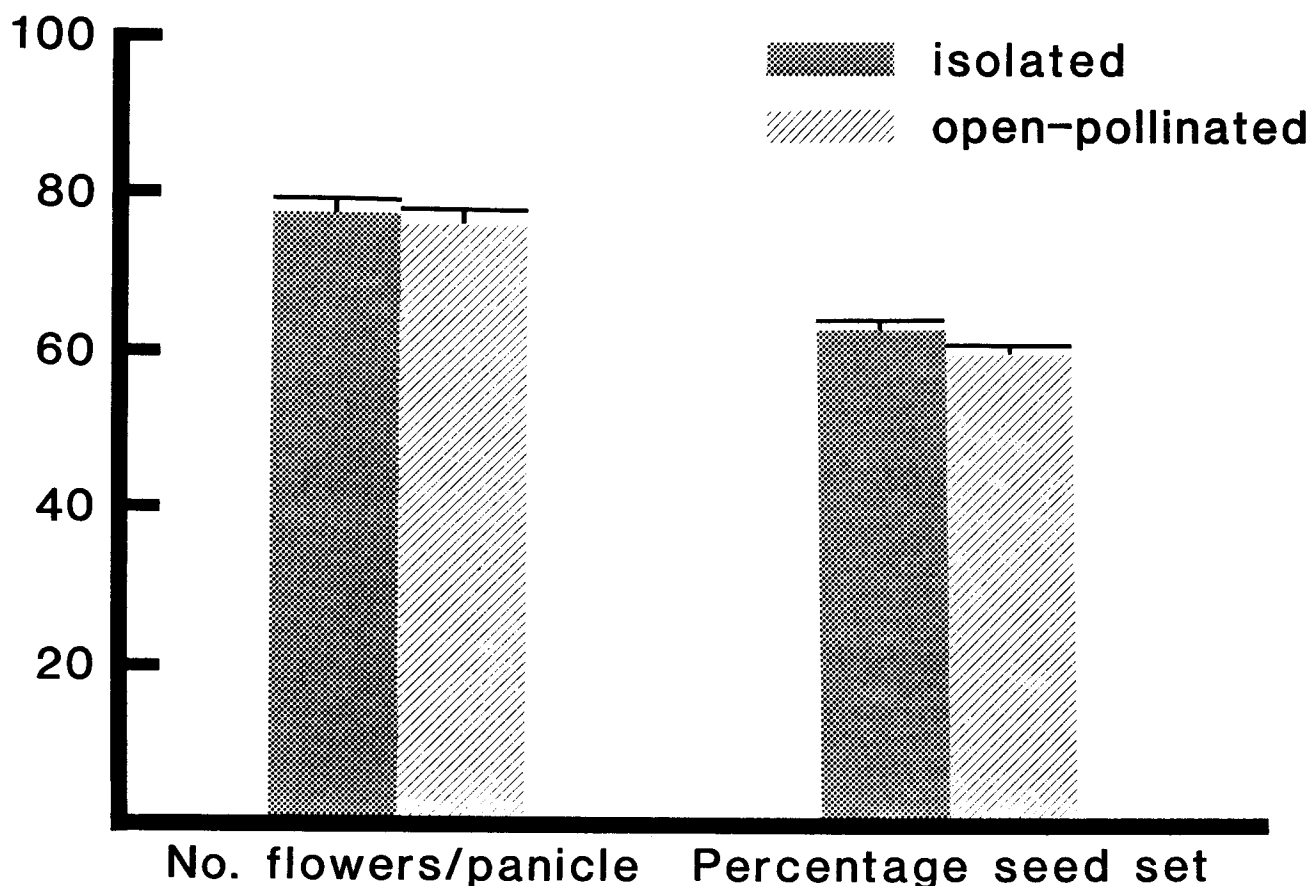 100
80
60
40
20
isolated
open-pollinated
No. flowers/panicle
Percentage seed set